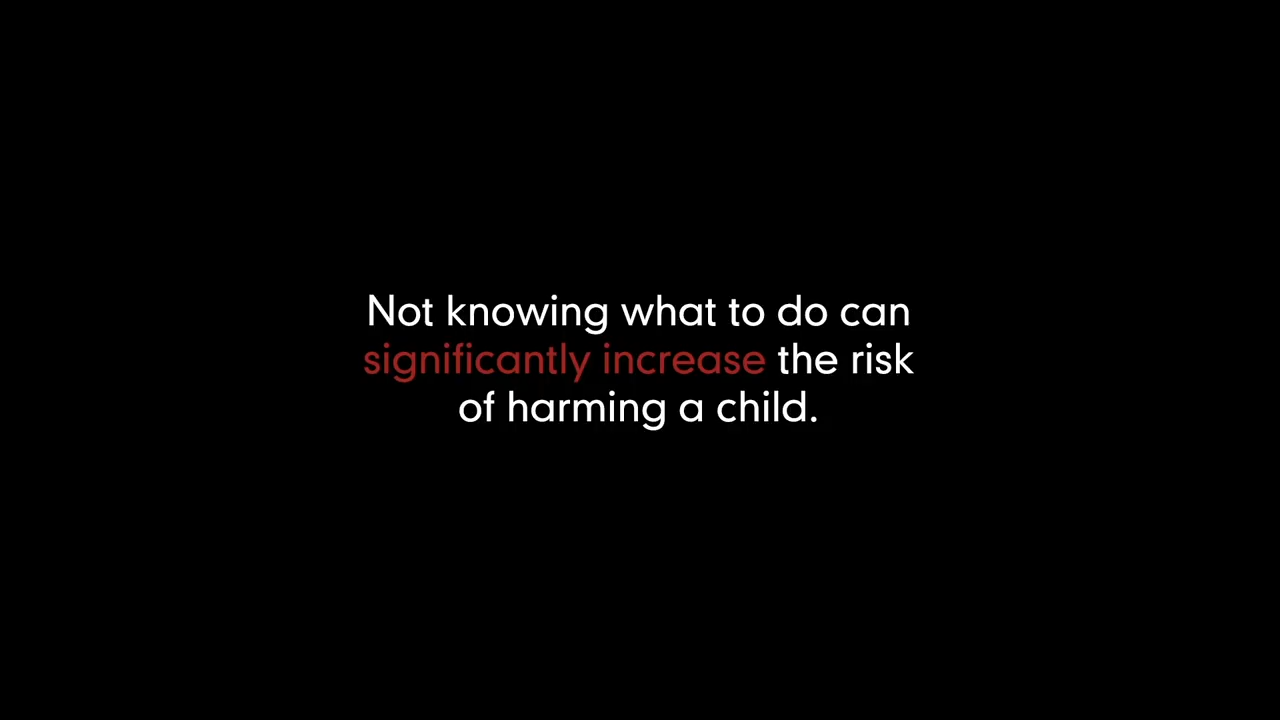 Not knowing what to do can
significantly increase the risk
of harming a child.